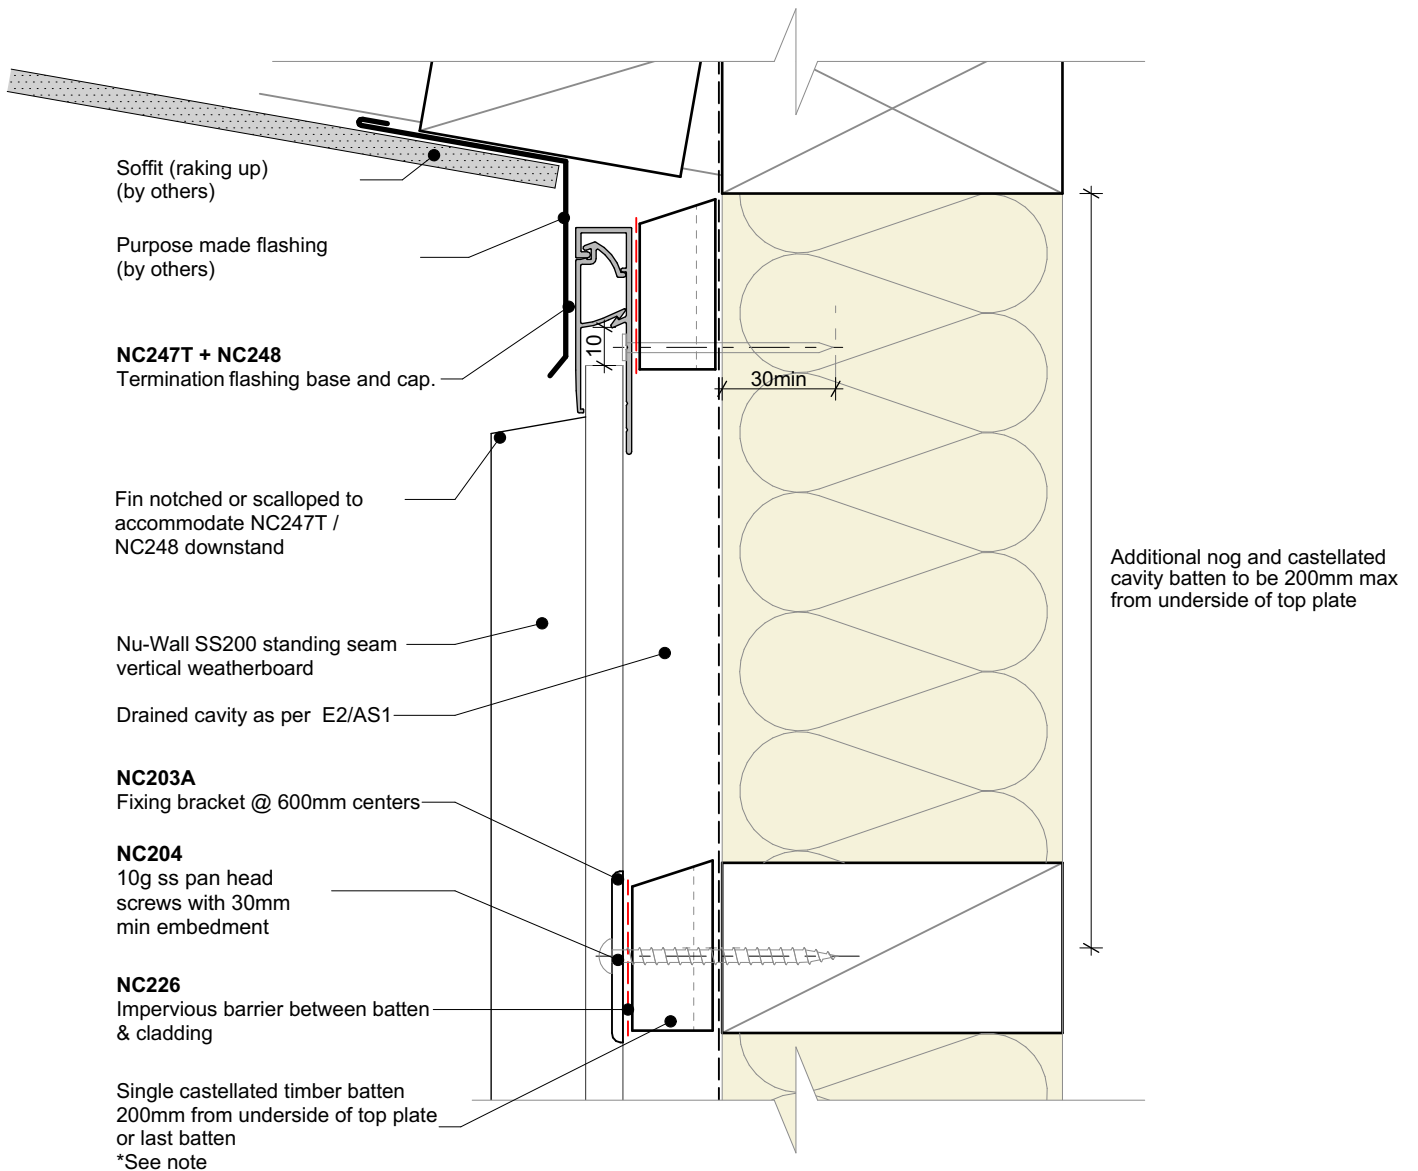 Soffit (raking up)
(by others)
Purpose made flashing
(by others)
NC247T + NC248
Termination flashing base and cap.
10
30min
Fin notched or scalloped to
accommodate NC247T /
NC248 downstand
Additional nog and castellated
cavity batten to be 200mm max
from underside of top plate
Nu-Wall SS200 standing seam
vertical weatherboard
Drained cavity as per E2/AS1
NC203A
Fixing bracket @ 600mm centers
NC204
10g ss pan head
screws with 30mm
min embedment
NC226
Impervious barrier between batten
& cladding
Single castellated timber batten
200mm from underside of top plate
or last batten
*See note